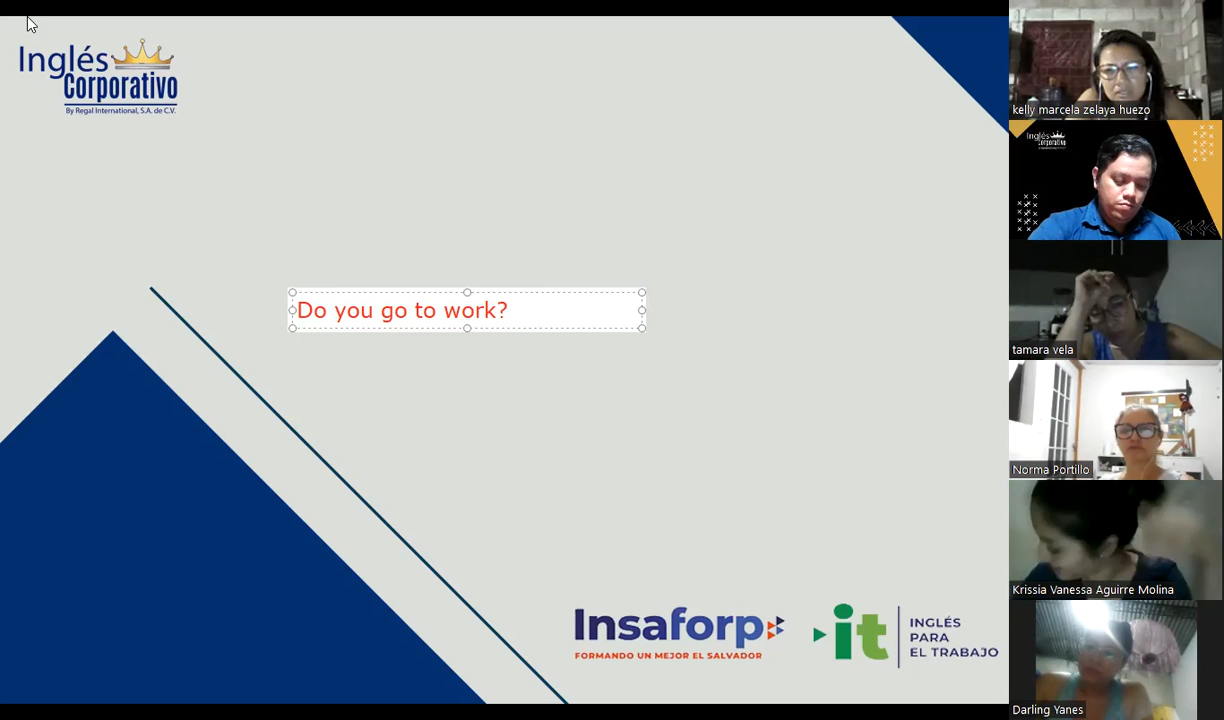 Inglés
Corporativo
By Regal International, S.A. de C.V.
Do you go to work?
Insaforp
FORMANDO UN MEJOR EL SALVADOR
it
INGLÉS
PARA
EL TRABAJO
kelly marcela zelaya huezo
Inglés
Corporativo
tamara vela
Norma Portillo
Krissia Vanessa Aguirre Molina
Darling Yanes